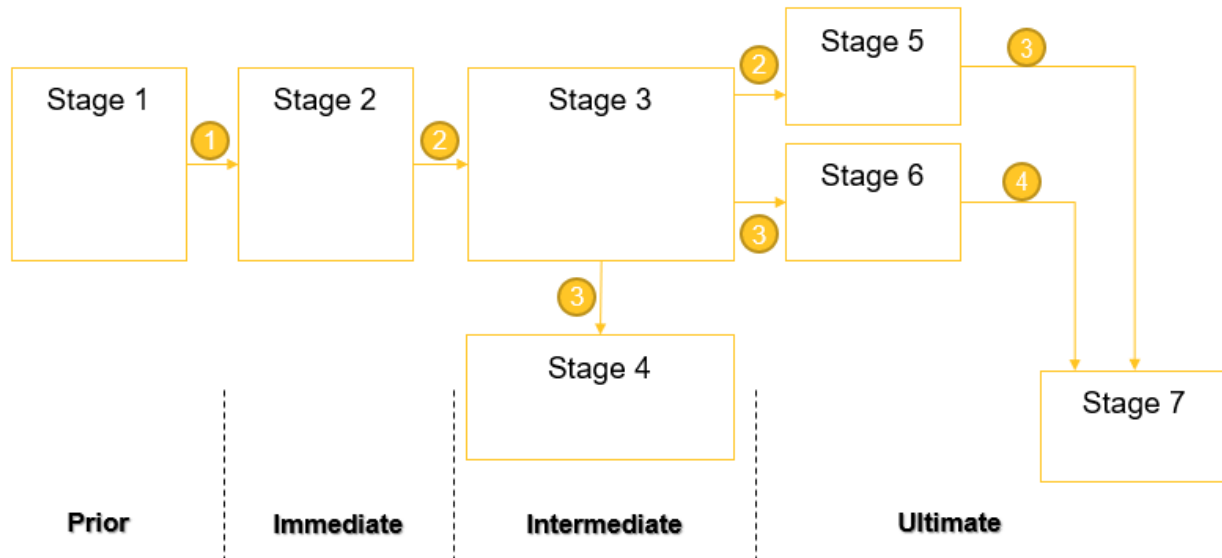 Stage 1
1
Stage 2
2
Stage 3
2
Stage 5
3
3
Stage 6
4
3
Stage 4
Stage 7
Prior
Immediate
Intermediate
Ultimate